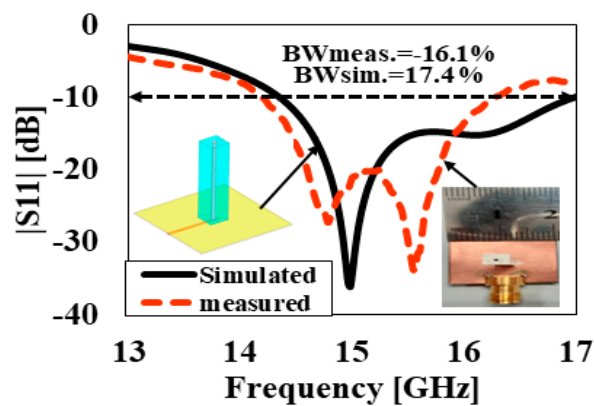 0
BWmeas.=-16.1%
BWsim.=17.4%
-10
|S11| [dB]
-20
2
-30
Simulated
measured
-40
13
14
15
16
17
Frequency [GHz]